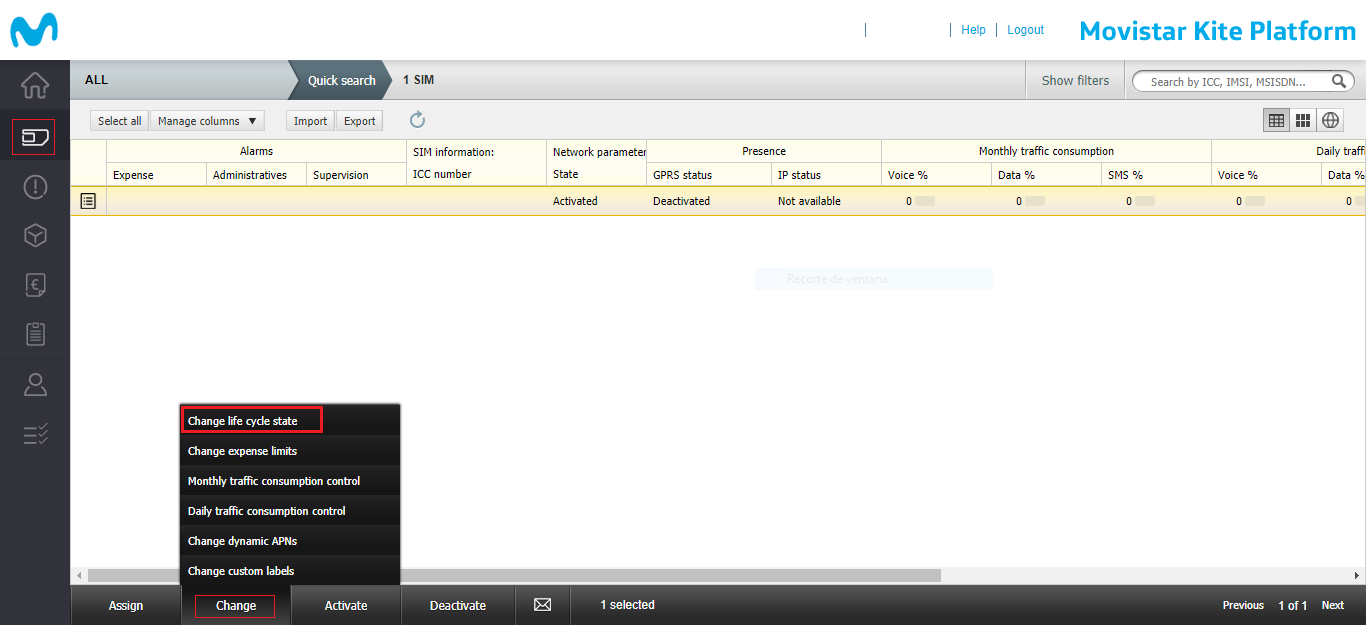 Help
Logout
Movistar Kite Platform
ALL
Quick search
1 SIM
Show filters
Search by ICC, IMSI, MSISDN...
Select all
Manage columns
Import
Export
Alarms
SIM information:
Network parameter
Presence
Monthly traffic consumption
Daily traff
Expense
Administratives
Supervision
ICC number
State
GPRS status
IP status
Voice %
Data %
SMS %
Voice %
Data %
Activated
Deactivated
Not available
0
0
0
0
0
Recorte de ventana
Change life cycle state
Change expense limits
Monthly traffic consumption control
Daily traffic consumption control
Change dynamic APNs
Change custom labels
Assign
Change
Activate
Deactivate
1 selected
Previous
1 of 1
Next